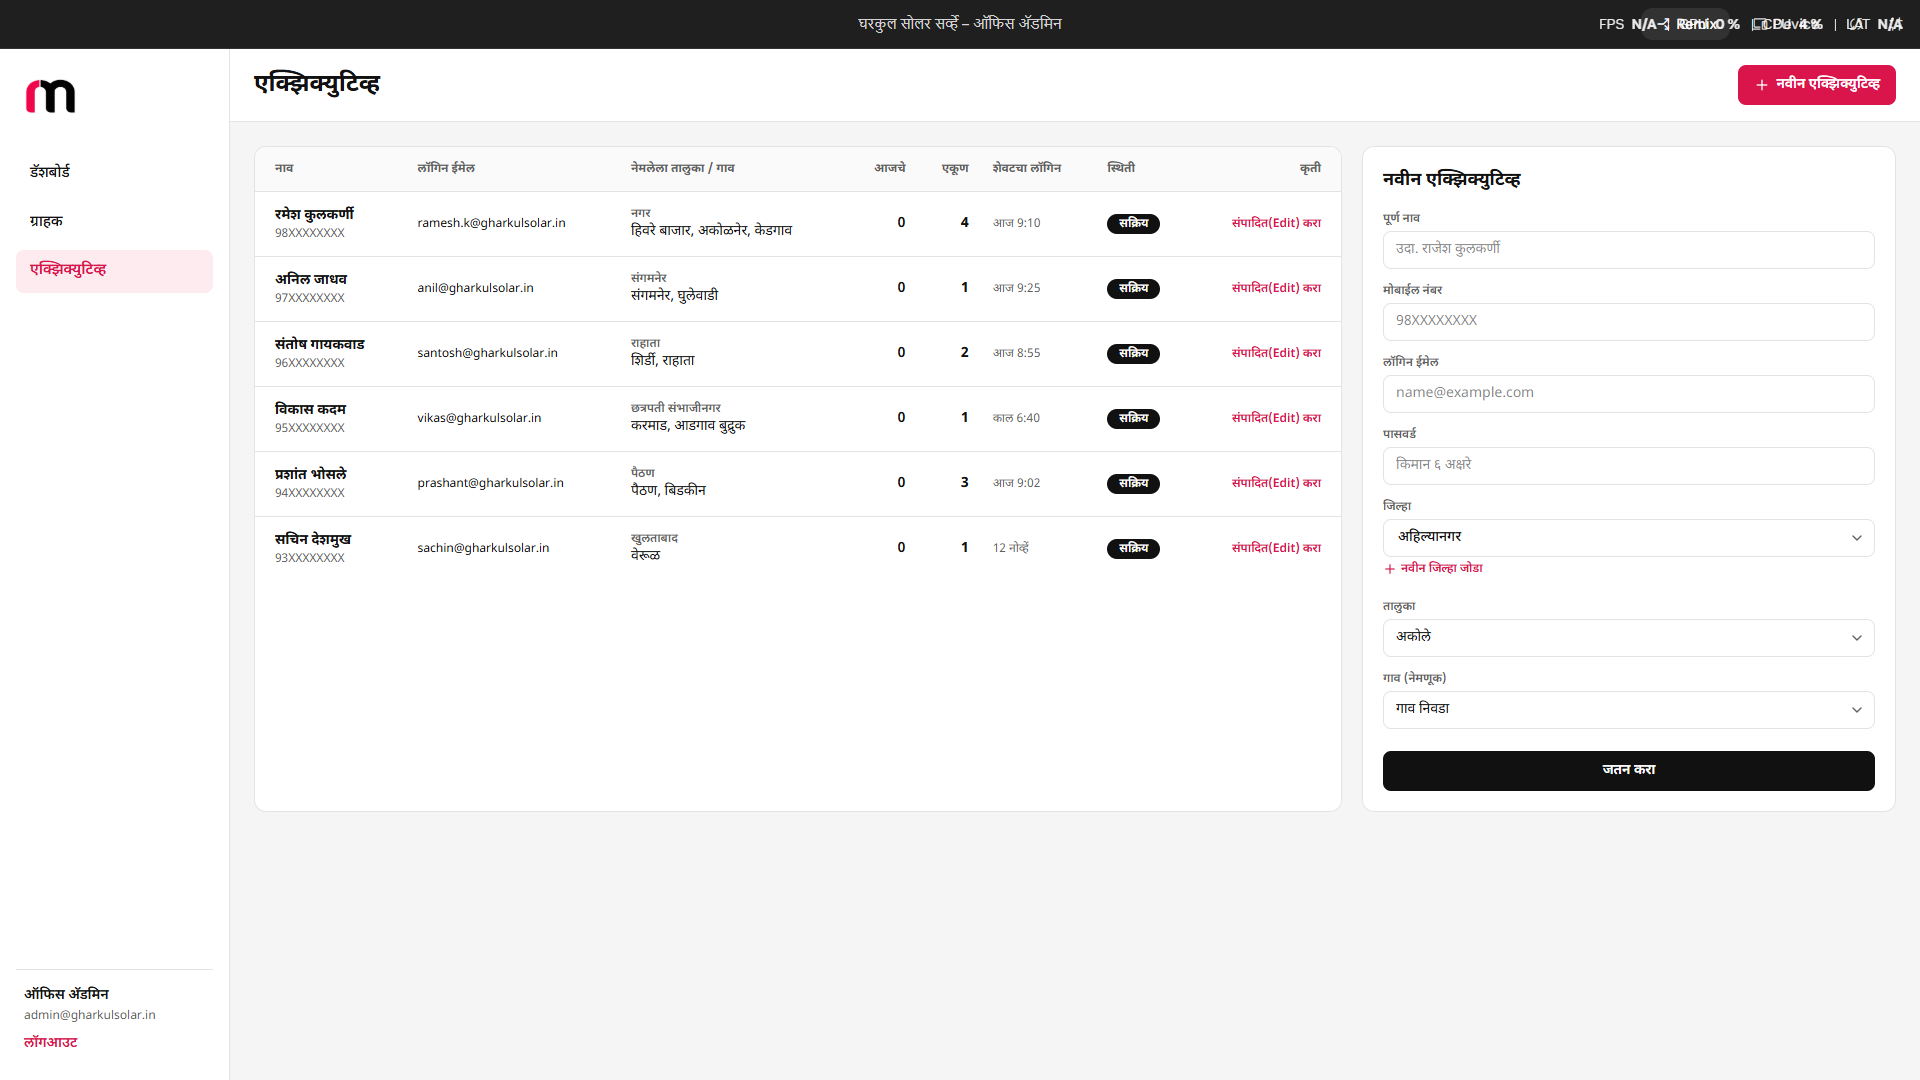 घरकुल सोलर सर्व्हे – ऑफिस ॲडमिन
FPS N/A
Remix
0 %
4 %
| LAT N/A
m
डॅशबोर्ड
ग्राहक
एक्झिक्युटिव्ह
ऑफिस ॲडमिन
admin@gharkulsolar.in
लॉगआउट
एक्झिक्युटिव्ह
+ नवीन एक्झिक्युटिव्ह
नाव लॉगिन ईमेल नेमलेला तालुका / गाव आजचे एकूण शेवटचा लॉगिन स्थिती कृती
रमेश कुलकर्णी
98XXXXXXXX
ramesh.k@gharkulsolar.in
नगर
हिवरे बाजार, अकोळनेर, केडगाव
0 4 आज 9:10 सक्रिय संपादित(Edit) करा
अनिल जाधव
97XXXXXXXX
anil@gharkulsolar.in
संगमनेर
संगमनेर, घुलेवाडी
0 1 आज 9:25 सक्रिय संपादित(Edit) करा
संतोष गायकवाड
96XXXXXXXX
santosh@gharkulsolar.in
राहाता
शिर्डी, राहाता
0 2 आज 8:55 सक्रिय संपादित(Edit) करा
विकास कदम
95XXXXXXXX
vikas@gharkulsolar.in
छत्रपती संभाजीनगर
करमाड, आडगाव बुद्रुक
0 1 काल 6:40 सक्रिय संपादित(Edit) करा
प्रशांत भोसले
94XXXXXXXX
prashant@gharkulsolar.in
पैठण
पैठण, बिडकीन
0 3 आज 9:02 सक्रिय संपादित(Edit) करा
सचिन देशमुख
93XXXXXXXX
sachin@gharkulsolar.in
खुलताबाद
वेरूळ
0 1 12 नोव्हें सक्रिय संपादित(Edit) करा
नवीन एक्झिक्युटिव्ह
पूर्ण नाव
उदा. राजेश कुलकर्णी
मोबाईल नंबर
98XXXXXXXX
लॉगिन ईमेल
name@example.com
पासवर्ड
किमान ६ अक्षरे
जिल्हा
अहिल्यानगर
+ नवीन जिल्हा जोडा
तालुका
अकोले
गाव (नेमणूक)
गाव निवडा
जतन करा